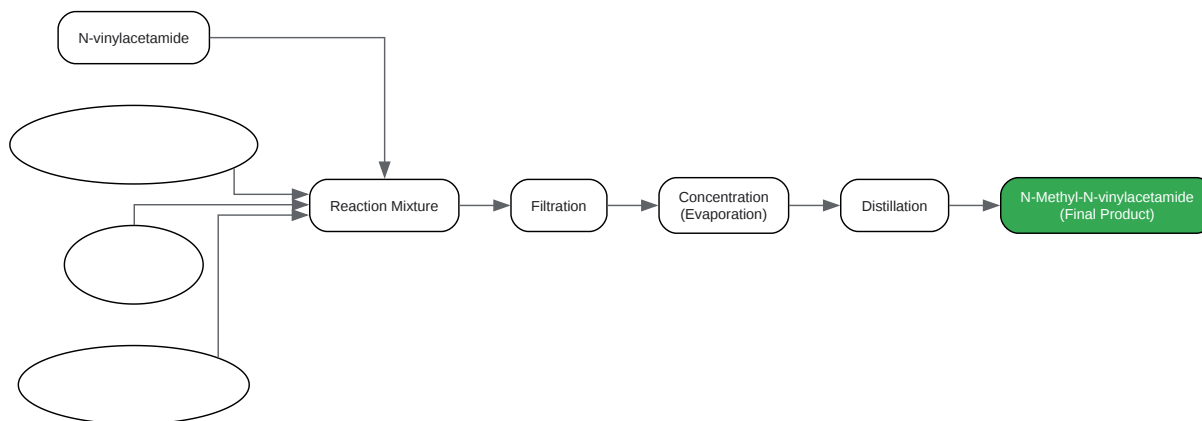 N-vinylacetamide
Reaction Mixture
Filtration
Concentration
(Evaporation)
Distillation
N-Methyl-N-vinylacetamide
(Final Product)